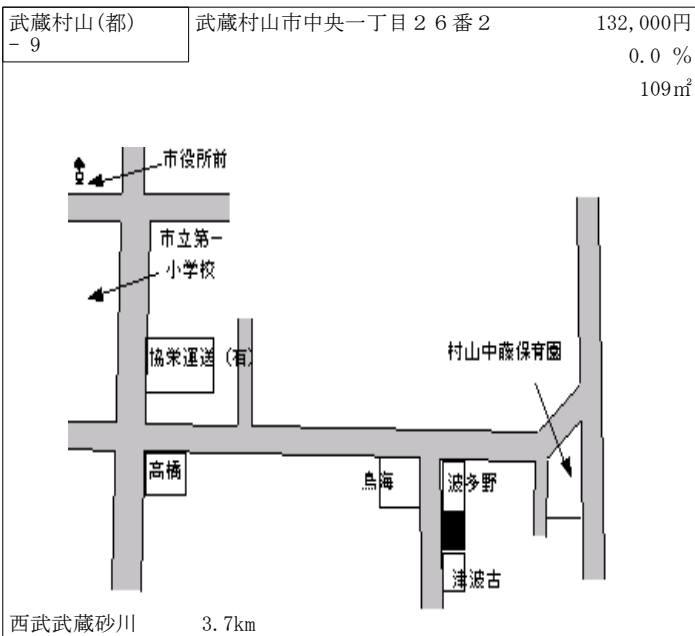 武蔵村山(都)
- 9
武蔵村山市中央一丁目２６番２
132,000円
0.0 %
109㎡
市役所前
市立第一
小学校
協栄運送（有）
村山中藤保育園
高橋
鳥海
波多野
津波古
西武武蔵砂川 3.7km